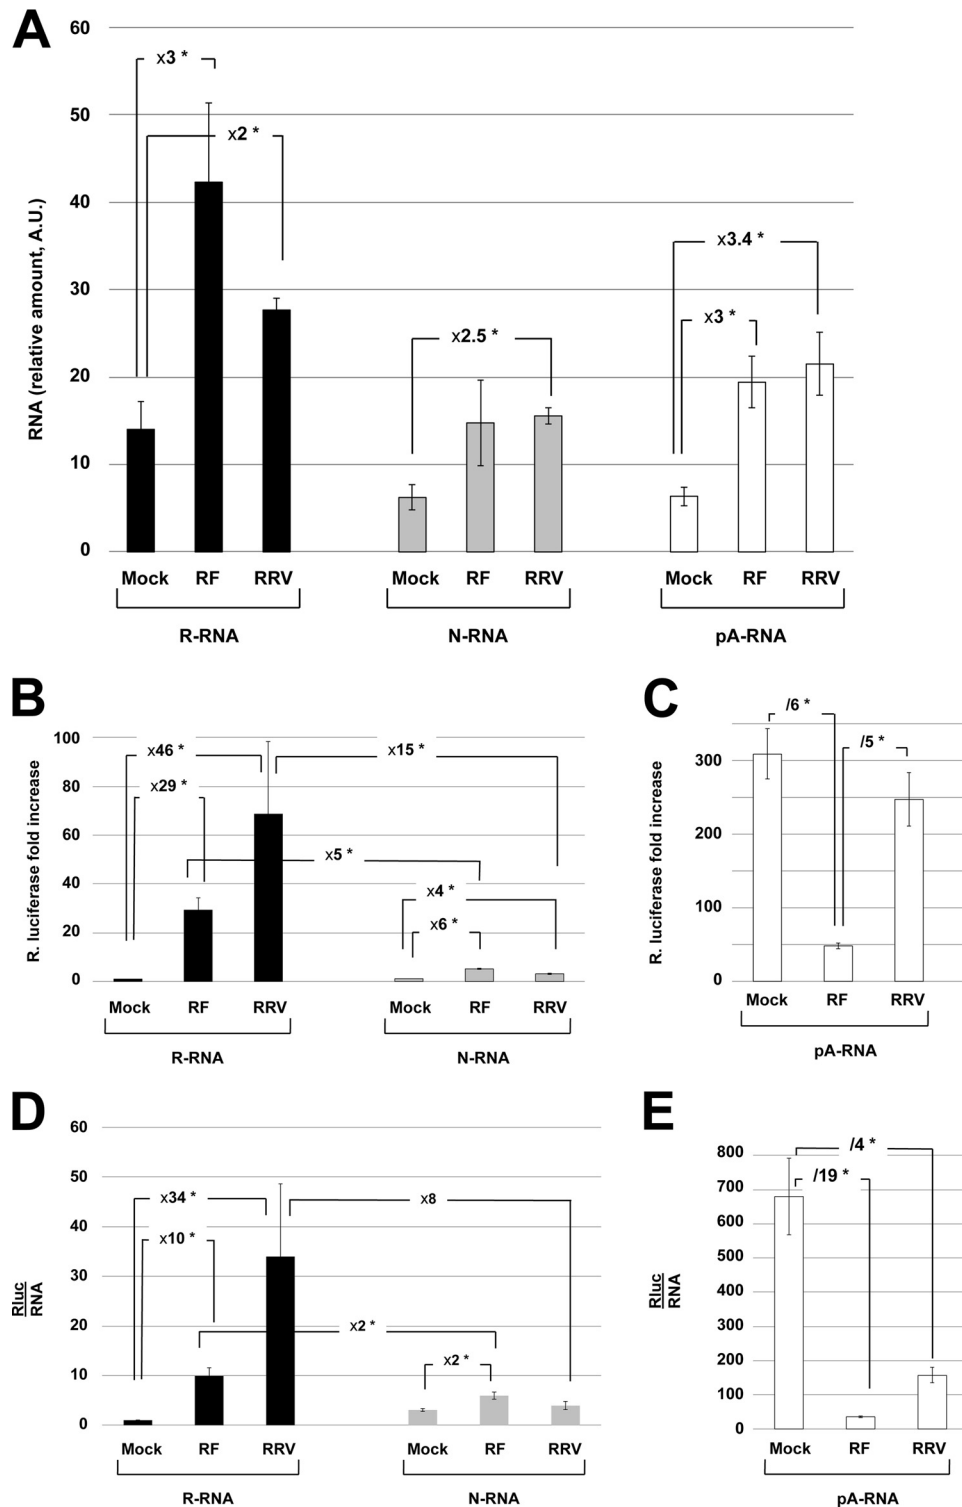 A
60
x3 *
50
x2 *
40
x3.4 *
30
x3 *
x2.5 *
20
10
0
RNA (relative amount, A.U.)
Mock RF RRV Mock RF RRV Mock RF RRV
R-RNA N-RNA pA-RNA
B
100
x46 * x15 *
80
x29 *
60
x5 *
40
x4 *
x6 *
20
0
R. luciferase fold increase
Mock RF RRV Mock RF RRV
R-RNA N-RNA
C
/6 *
/5 *
300
200
100
0
R. luciferase fold increase
Mock RF RRV
pA-RNA
D
60
50
x34 * x8
40
x10 *
30
20
x2 *
x2 *
10
0
Rluc
RNA
Mock RF RRV Mock RF RRV
R-RNA N-RNA
E
800
/4 *
/19 *
700
600
500
400
300
200
100
0
Rluc
RNA
Mock RF RRV
pA-RNA